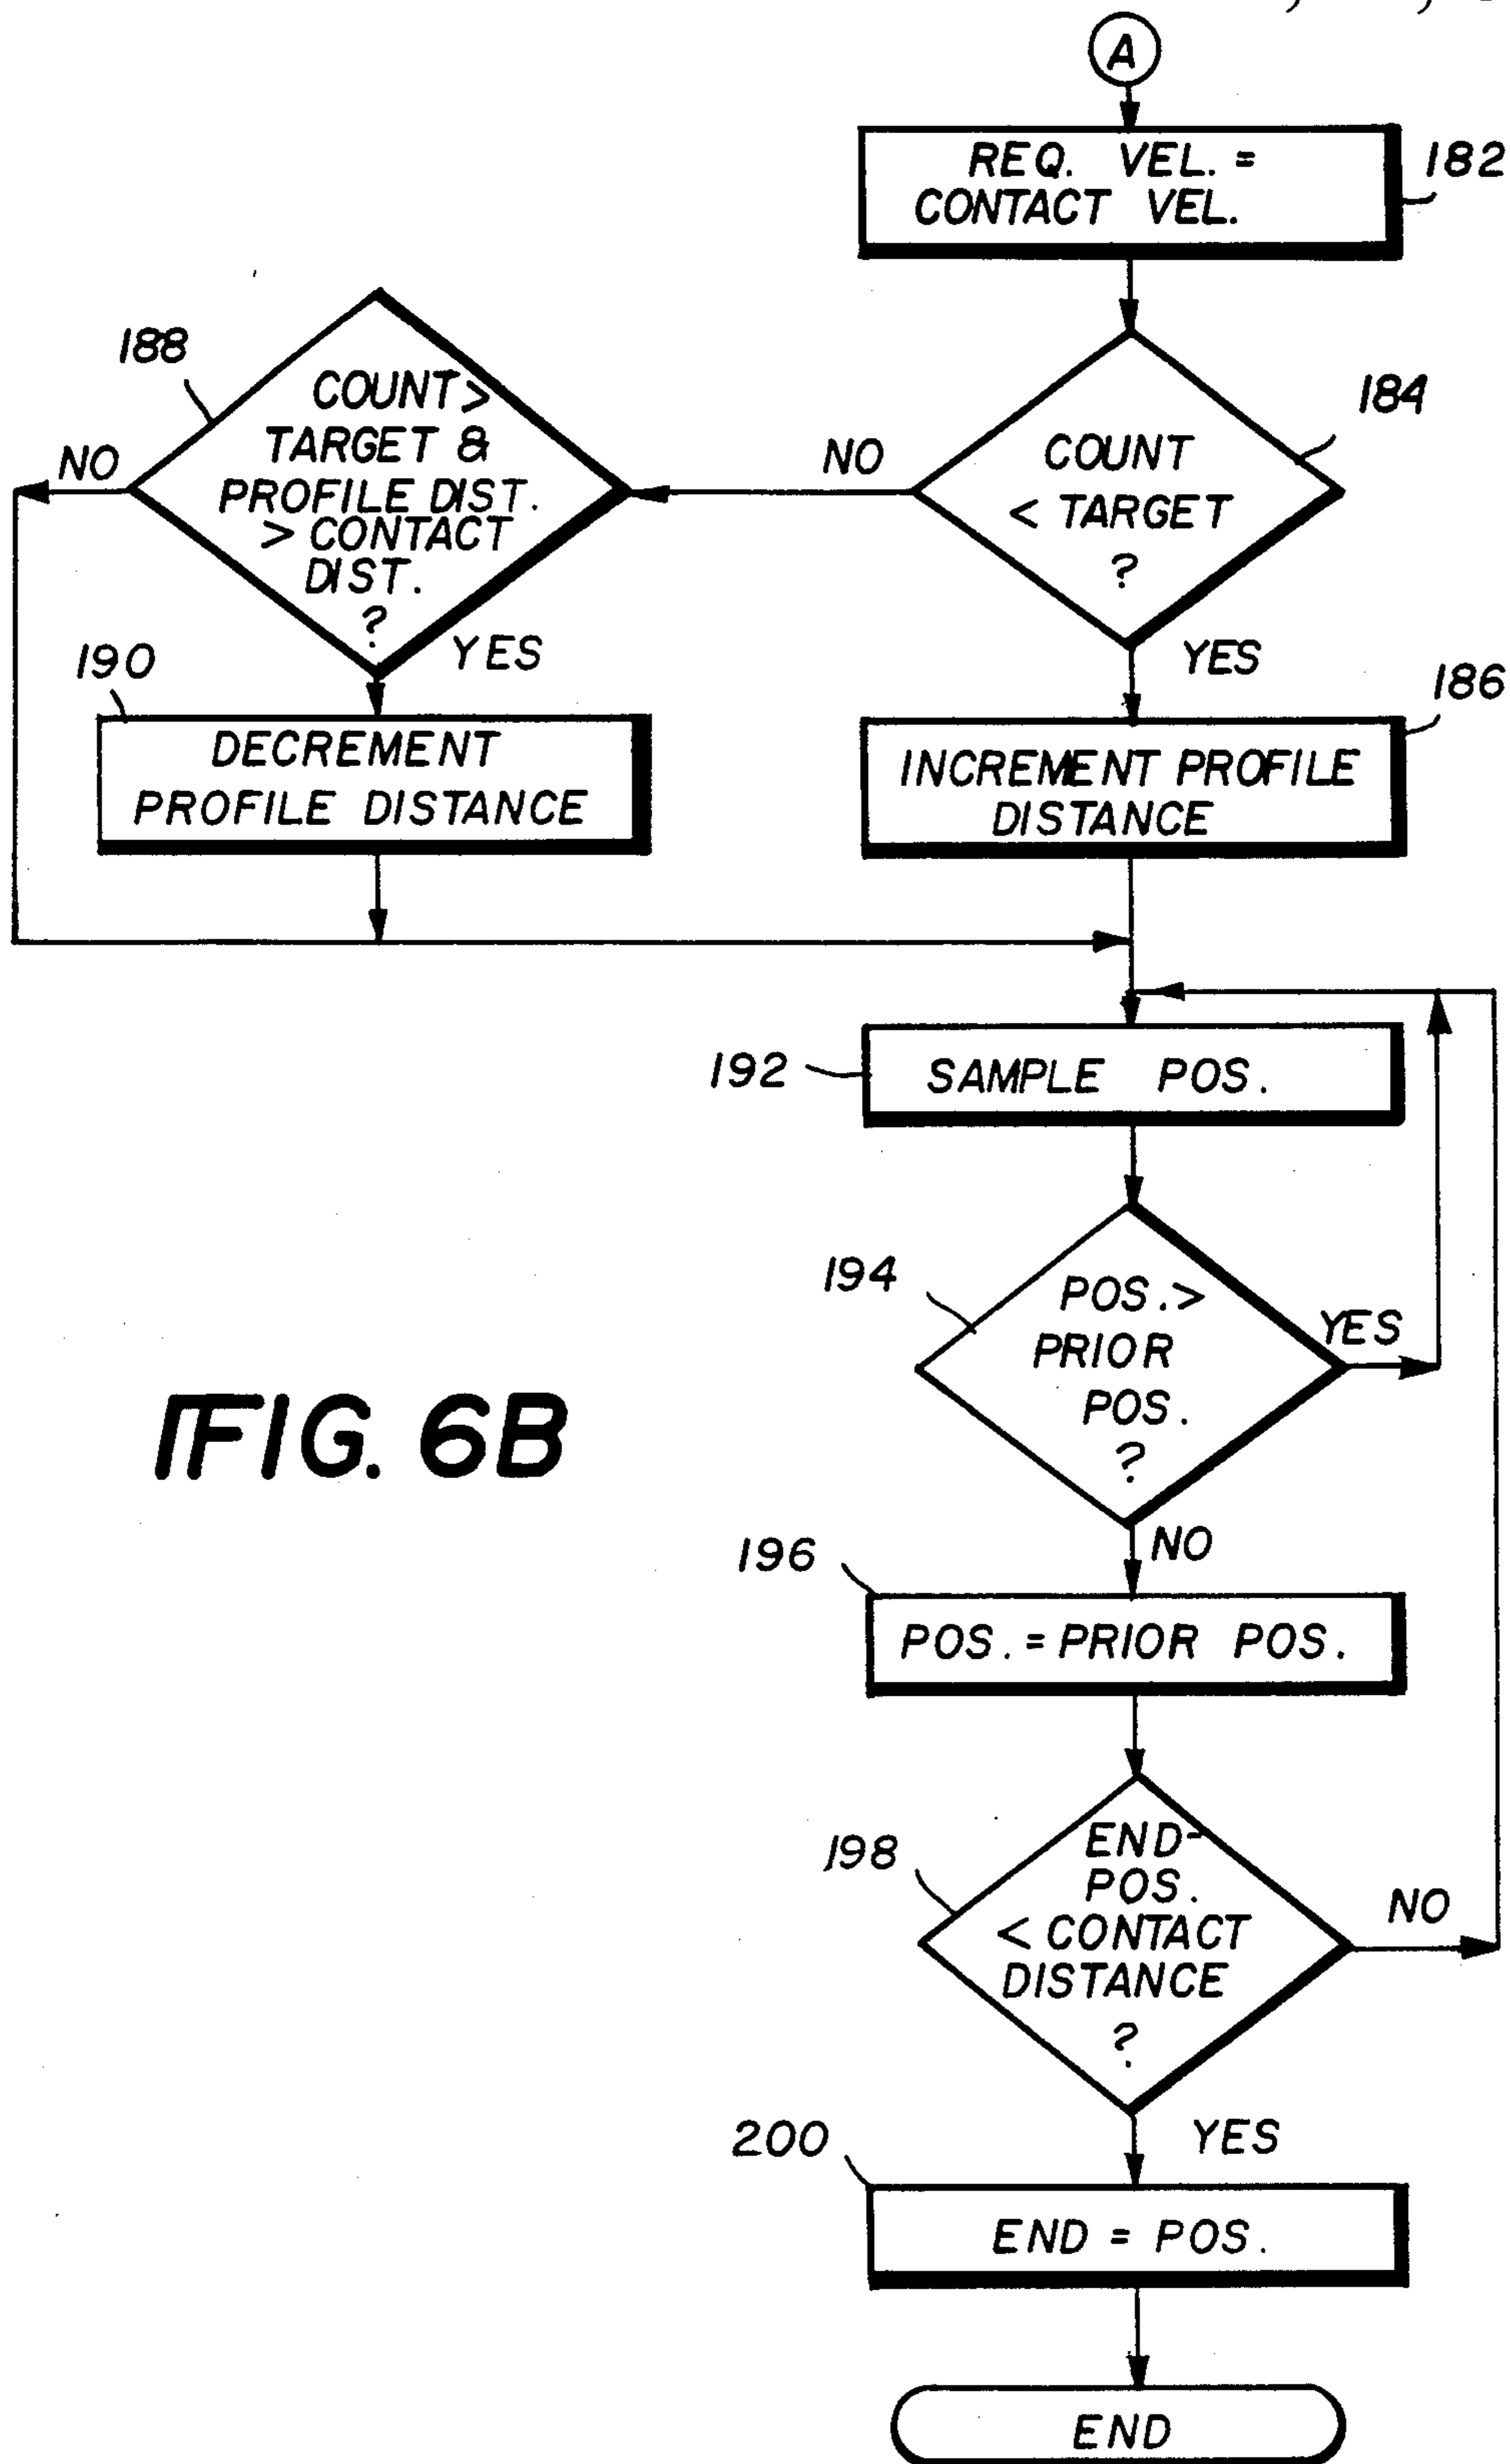 A
REQ. VEL. =
CONTACT VEL.
182
188
COUNT >
TARGET &
PROFILE DIST.
> CONTACT
DIST.
?
184
COUNT
< TARGET
?
NO
NO
YES
YES
190
DECREMENT
PROFILE DISTANCE
186
INCREMENT PROFILE
DISTANCE
192
SAMPLE POS.
194
POS. >
PRIOR
POS.
?
YES
NO
FIG. 6B
196
POS. = PRIOR POS.
198
END-
POS.
< CONTACT
DISTANCE
?
NO
YES
200
END = POS.
END